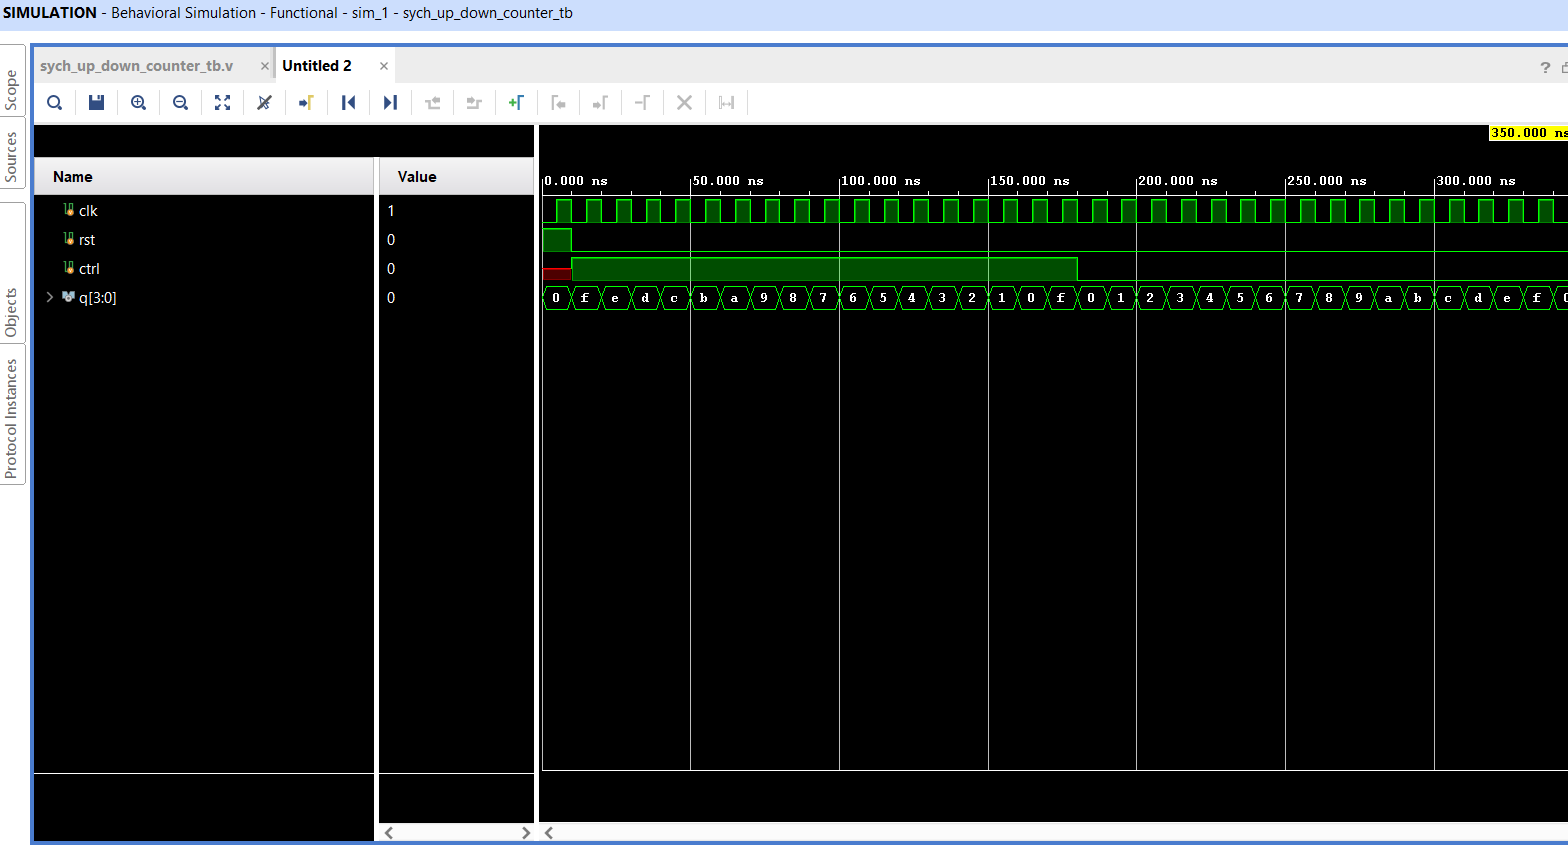 SIMULATION - Behavioral Simulation - Functional - sim_1 - sych_up_down_counter_tb
sych_up_down_counter_tb.v × Untitled 2 × ?
Scope
Sources
Objects
Protocol Instances
350.000 ns
Name Value
0.000 ns 50.000 ns 100.000 ns 150.000 ns 200.000 ns 250.000 ns 300.000 ns
clk 1
rst 0
ctrl 0
q[3:0] 0 0 f e d c b a 9 8 7 6 5 4 3 2 1 0 f 0 1 2 3 4 5 6 7 8 9 a b c d e f 0